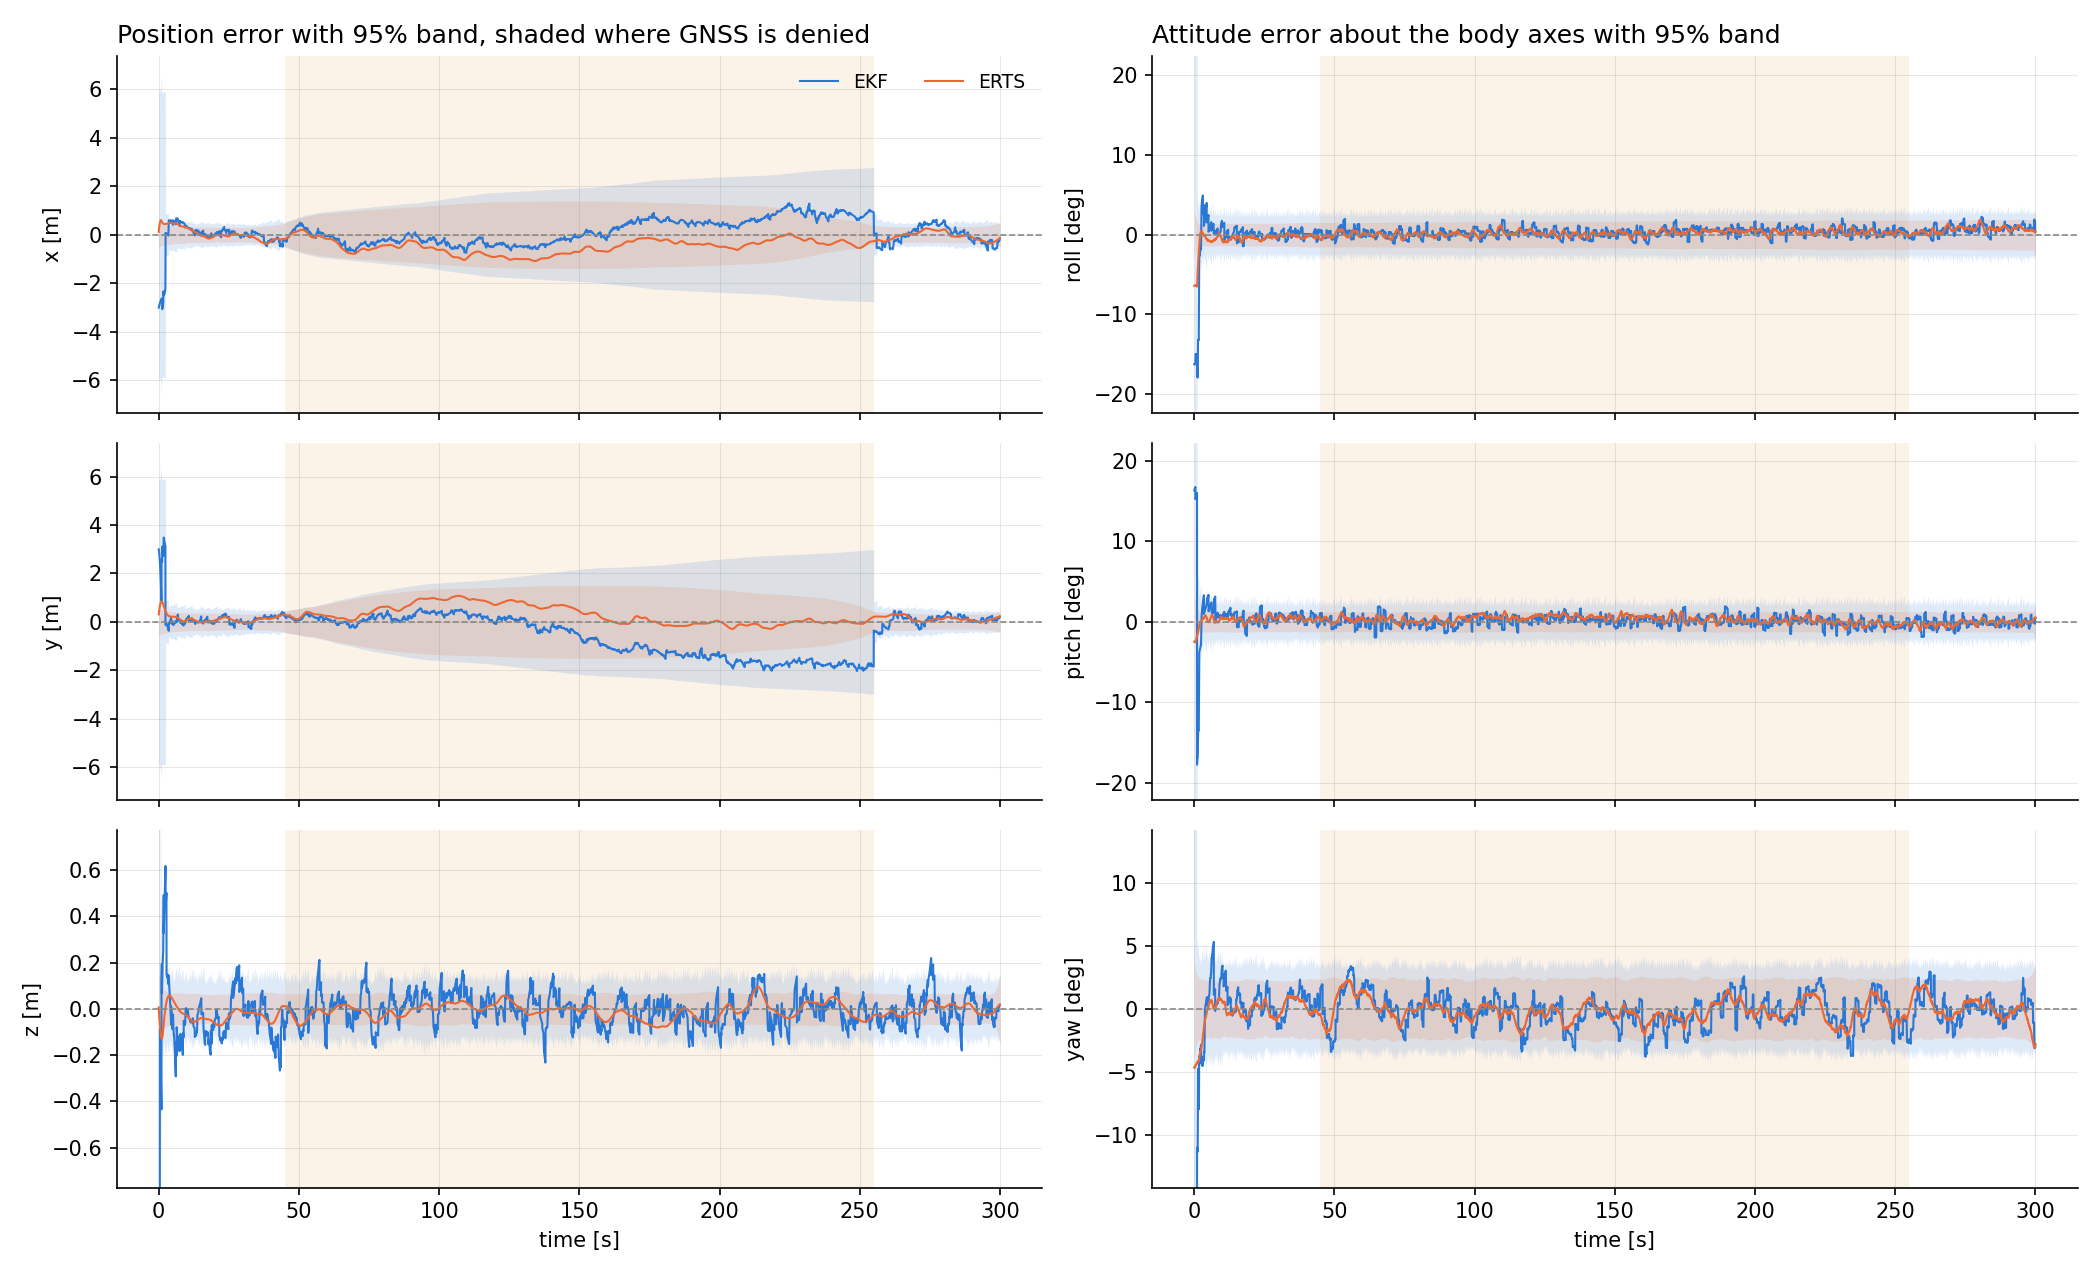 Position error with 95% band, shaded where GNSS is denied
EKF
ERTS
x [m]
6
4
2
0
−2
−4
−6
Attitude error about the body axes with 95% band
roll [deg]
20
10
0
−10
−20
y [m]
6
4
2
0
−2
−4
−6
pitch [deg]
20
10
0
−10
−20
z [m]
0.6
0.4
0.2
0.0
−0.2
−0.4
−0.6
0 50 100 150 200 250 300
time [s]
yaw [deg]
10
5
0
−5
−10
0 50 100 150 200 250 300
time [s]